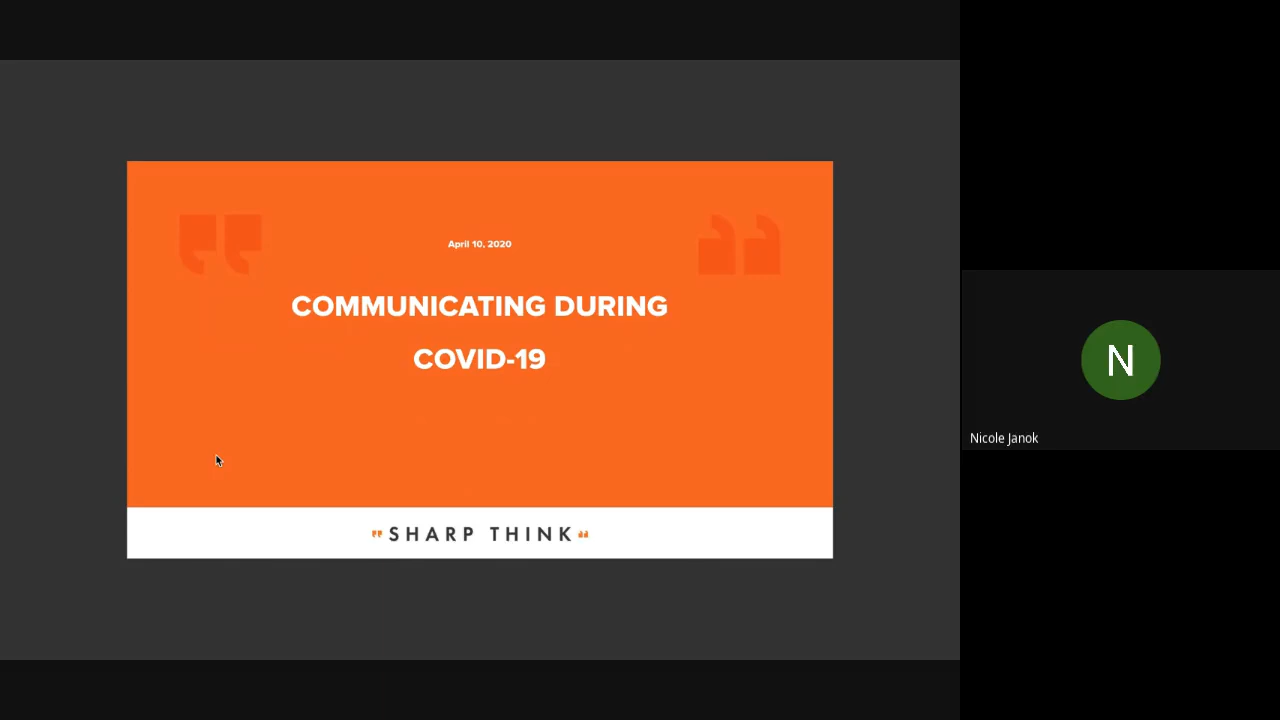 April 10, 2020
COMMUNICATING DURING
COVID-19
SHARP THINK
N
Nicole Janok